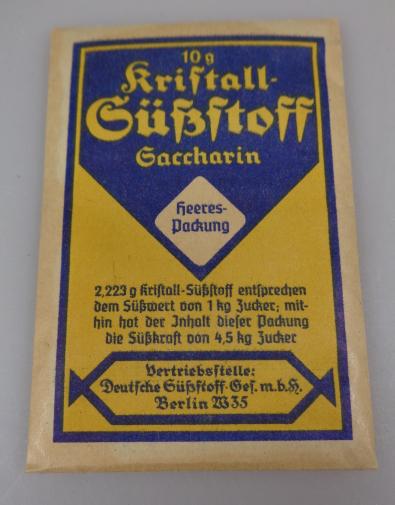 10 g
Kristall-
Süßstoff
Saccharin
Heeres-
Packung
2,223 g Kristall-Süßstoff entsprechen
dem Süßwert von 1 kg Zucker; mit-
hin hat der Inhalt dieser Packung
die Süßkraft von 4,5 kg Zucker
Vertriebsstelle:
Deutsche Süßstoff-Ges. m. b. H.
Berlin W 35